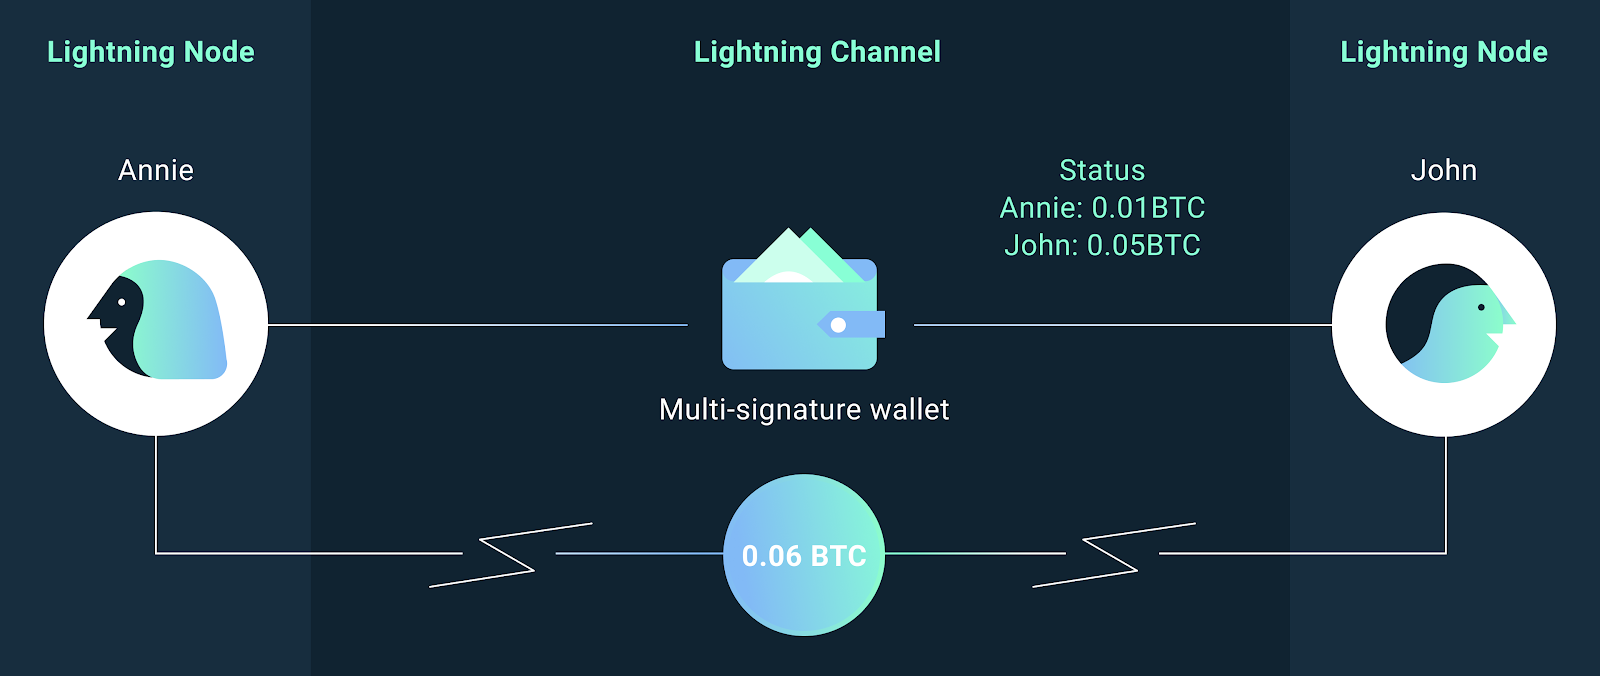 Lightning Node
Lightning Channel
Lightning Node
Annie
Status
Annie: 0.01BTC
John: 0.05BTC
John
Multi-signature wallet
0.06 BTC